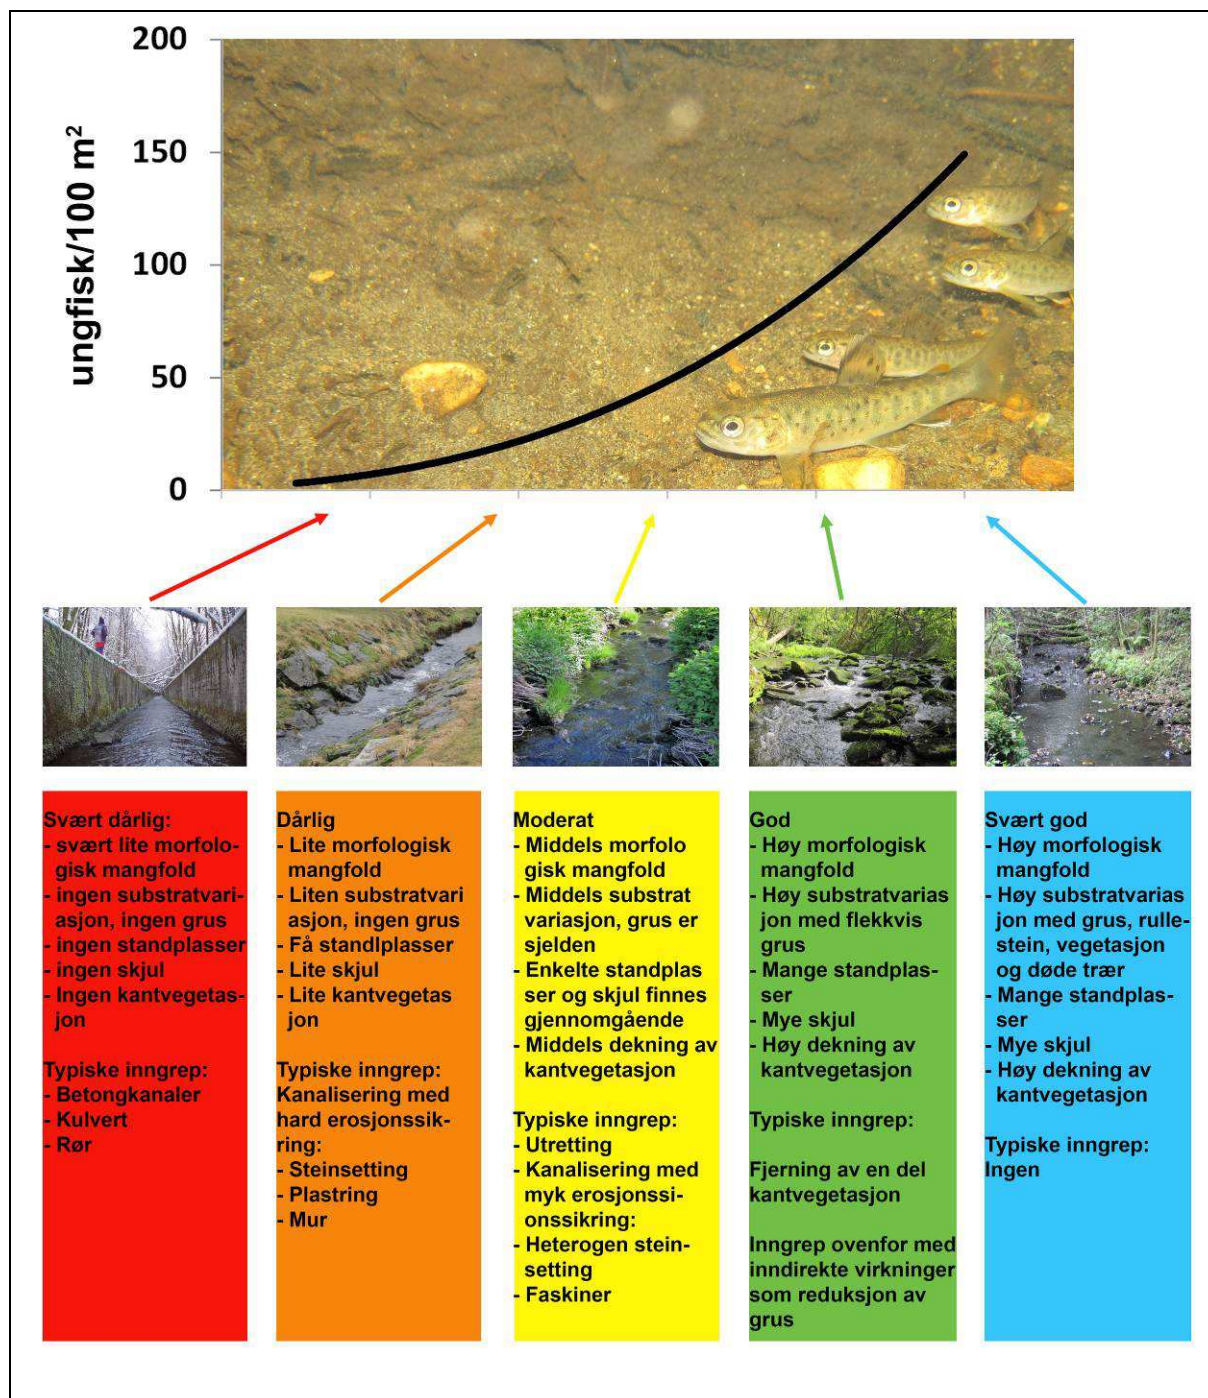 200
150
100
50
0
ungfisk/100 m²
Svært dårlig:
- svært lite morfolo-
gisk mangfold
- ingen substratvari-
asjon, ingen grus
- ingen standplasser
- ingen skjul
- Ingen kantvegetas-
jon
Typiske inngrep:
- Betongkanaler
- Kulvert
- Rør
Dårlig
- Lite morfologisk
mangfold
- Liten substratvari
asjon, ingen grus
- Få standlplasser
- Lite skjul
- Lite kantvegetas
jon
Typiske inngrep:
Kanalisering med
hard erosjonssik-
ring:
- Steinsetting
- Plastring
- Mur
Moderat
- Middels morfolo
gisk mangfold
- Middels substrat
variasjon, grus er
sjelden
- Enkelte standplas
ser og skjul finnes
gjennomgående
- Middels dekning av
kantvegetasjon
Typiske inngrep:
- Utretting
- Kanalisering med
myk erosjonssi-
onssikring:
- Heterogen stein-
setting
- Faskiner
God
- Høy morfologisk
mangfold
- Høy substratvarias
jon med flekkvis
grus
- Mange standplas-
ser
- Mye skjul
- Høy dekning av
kantvegetasjon
Typiske inngrep:
Fjerning av en del
kantvegetasjon
Inngrep ovenfor med
inndirekte virkninger
som reduksjon av
grus
Svært god
- Høy morfologisk
mangfold
- Høy substratvarias
jon med grus, rulle-
stein, vegetasjon
og døde trær
- Mange standplas-
ser
- Mye skjul
- Høy dekning av
kantvegetasjon
Typiske inngrep:
Ingen